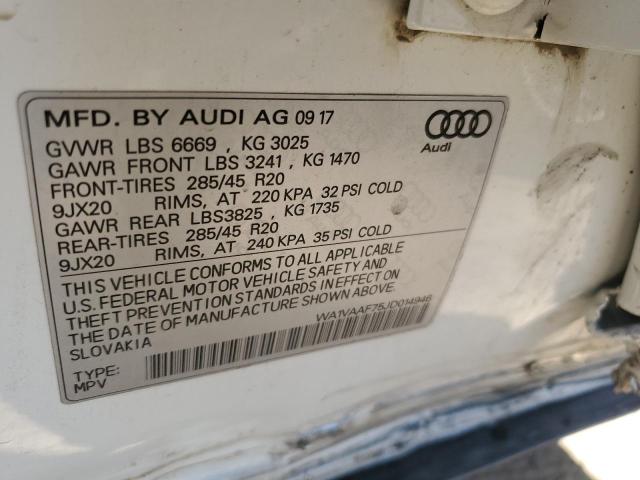 MFD. BY AUDI AG 09 17
GVWR LBS 6669 , KG 3025
GAWR FRONT LBS 3241 , KG 1470
FRONT-TIRES 285/45 R20
9JX20 RIMS, AT 220 KPA 32 PSI COLD
GAWR REAR LBS3825 , KG 1735
REAR-TIRES 285/45 R20
9JX20 RIMS, AT 240 KPA 35 PSI COLD
THIS VEHICLE CONFORMS TO ALL APPLICABLE
U.S. FEDERAL MOTOR VEHICLE SAFETY AND
THEFT PREVENTION STANDARDS IN EFFECT ON
THE DATE OF MANUFACTURE SHOWN ABOVE
SLOVAKIA
WA1VAAF75JD014946
TYPE:
MPV
Audi